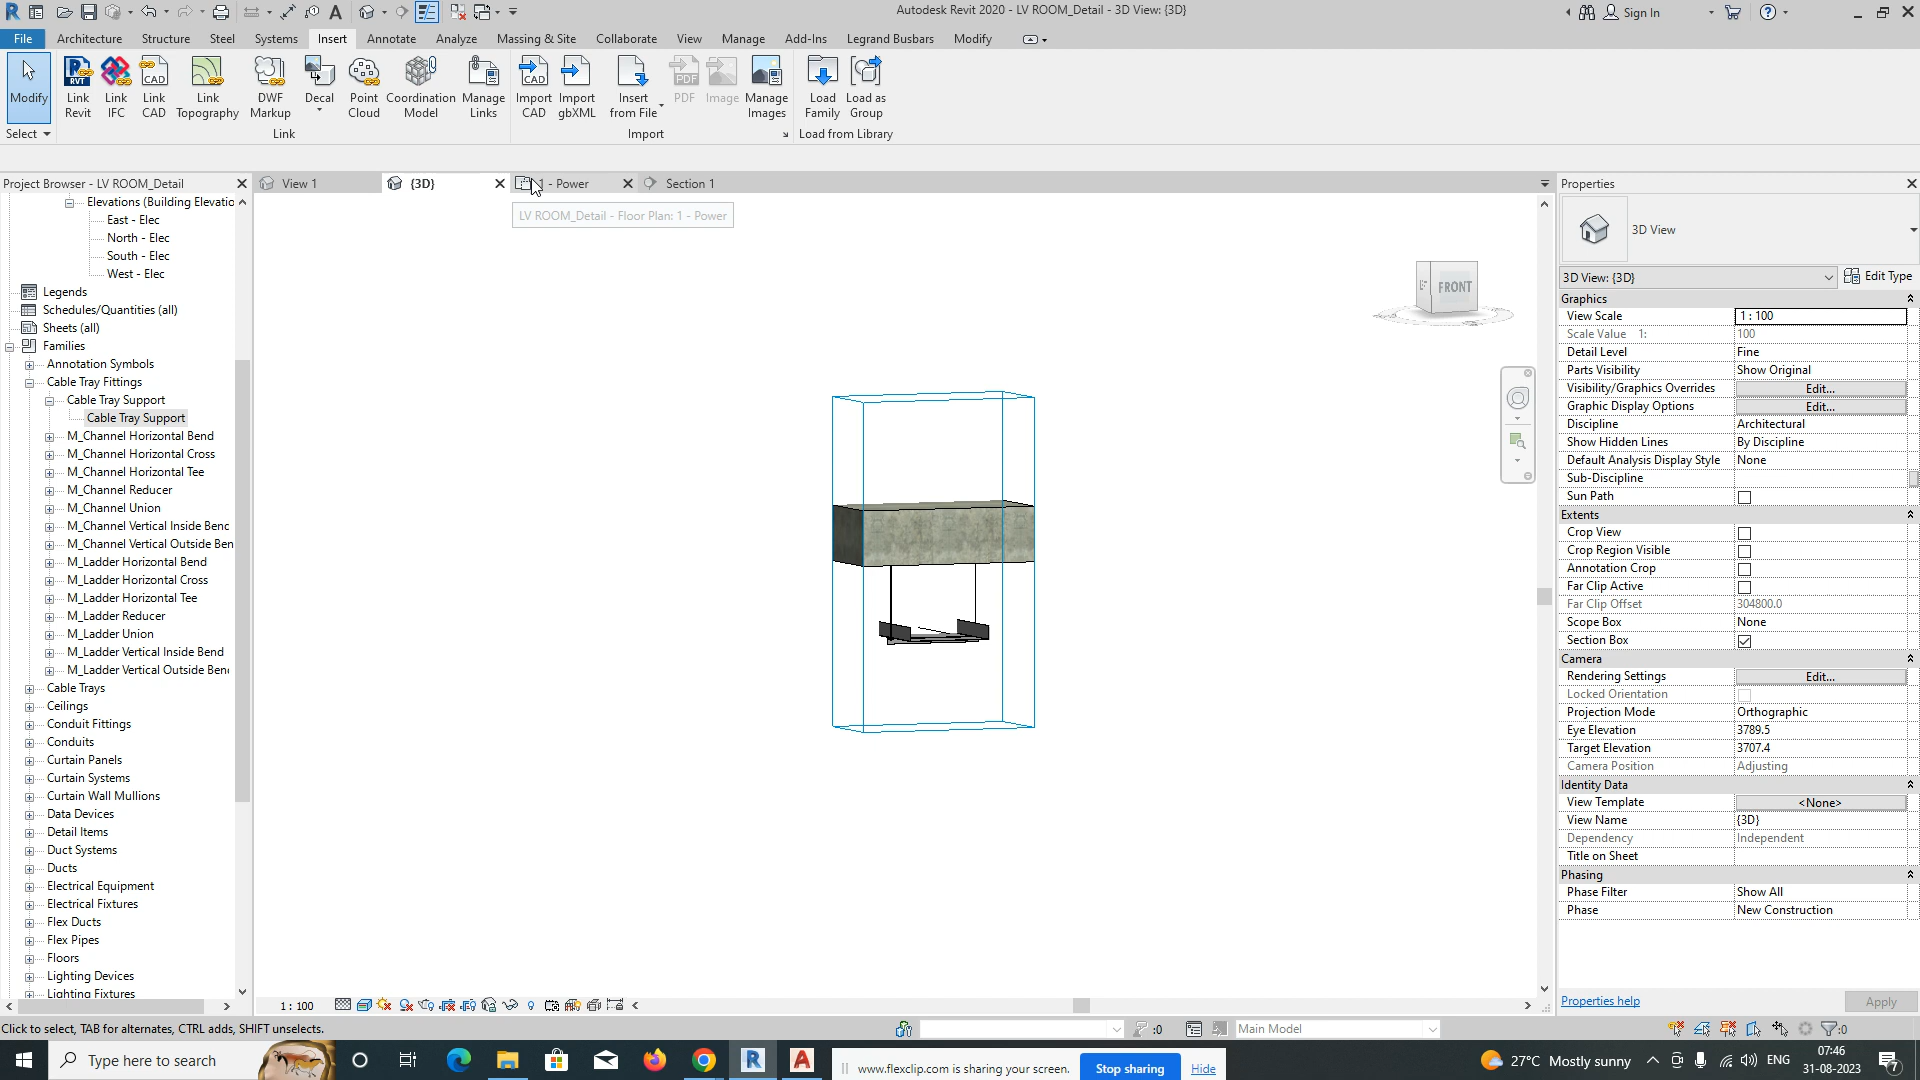 Autodesk Revit 2020 - LV ROOM_Detail - 3D View: {3D}
Sign In
File Architecture Structure Steel Systems Insert Annotate Analyze Massing & Site Collaborate View Manage Add-Ins Legrand Busbars Modify
Modify
Link Revit
Link IFC
Link CAD
Link Topography
DWF Markup
Decal
Point Cloud
Coordination Model
Manage Links
Import CAD
Import gbXML
Insert from File
PDF
Image
Manage Images
Load Family
Load as Group
Select
Link
Import
Load from Library
Project Browser - LV ROOM_Detail
View 1
{3D}
1 - Power
Section 1
LV ROOM_Detail - Floor Plan: 1 - Power
Elevations (Building Elevatio
East - Elec
North - Elec
South - Elec
West - Elec
Legends
Schedules/Quantities (all)
Sheets (all)
Families
Annotation Symbols
Cable Tray Fittings
Cable Tray Support
Cable Tray Support
M_Channel Horizontal Bend
M_Channel Horizontal Cross
M_Channel Horizontal Tee
M_Channel Reducer
M_Channel Union
M_Channel Vertical Inside Benc
M_Channel Vertical Outside Ben
M_Ladder Horizontal Bend
M_Ladder Horizontal Cross
M_Ladder Horizontal Tee
M_Ladder Reducer
M_Ladder Union
M_Ladder Vertical Inside Bend
M_Ladder Vertical Outside Ben
Cable Trays
Ceilings
Conduit Fittings
Conduits
Curtain Panels
Curtain Systems
Curtain Wall Mullions
Data Devices
Detail Items
Duct Systems
Ducts
Electrical Equipment
Electrical Fixtures
Flex Ducts
Flex Pipes
Floors
Lighting Devices
Lighting Fixtures
FRONT
1 : 100
Properties
3D View
3D View: {3D}
Edit Type
Graphics
View Scale 1 : 100
Scale Value 1: 100
Detail Level Fine
Parts Visibility Show Original
Visibility/Graphics Overrides Edit...
Graphic Display Options Edit...
Discipline Architectural
Show Hidden Lines By Discipline
Default Analysis Display Style None
Sub-Discipline
Sun Path
Extents
Crop View
Crop Region Visible
Annotation Crop
Far Clip Active
Far Clip Offset 304800.0
Scope Box None
Section Box
Camera
Rendering Settings Edit...
Locked Orientation
Projection Mode Orthographic
Eye Elevation 3789.5
Target Elevation 3707.4
Camera Position Adjusting
Identity Data
View Template <None>
View Name {3D}
Dependency Independent
Title on Sheet
Phasing
Phase Filter Show All
Phase New Construction
Properties help
Apply
Click to select, TAB for alternates, CTRL adds, SHIFT unselects.
:0
Main Model
:0
Type here to search
www.flexclip.com is sharing your screen.
Stop sharing
Hide
27°C Mostly sunny
ENG
07:46
31-08-2023
7